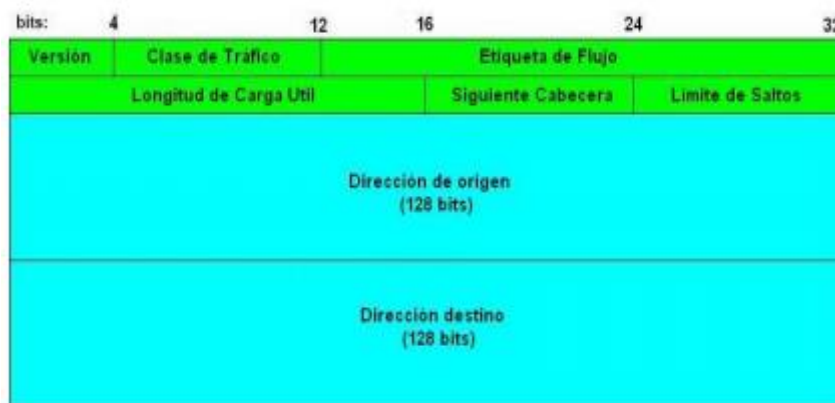 bits: 4 12 16 24 32
Versión Clase de Tráfico Etiqueta de Flujo
Longitud de Carga Util Siguiente Cabecera Limite de Saltos
Dirección de origen
(128 bits)
Dirección destino
(128 bits)